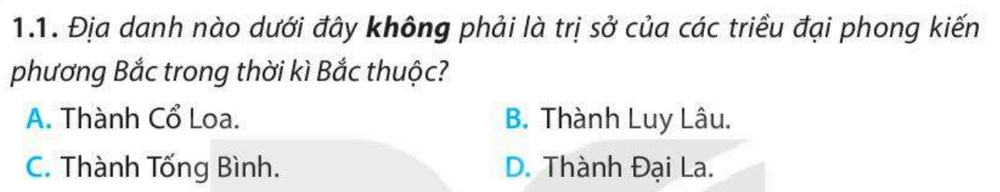 1.1. Địa danh nào dưới đây không phải là trị sở của các triều đại phong kiến
phương Bắc trong thời kì Bắc thuộc?
A. Thành Cổ Loa.
B. Thành Luy Lâu.
C. Thành Tống Bình.
D. Thành Đại La.